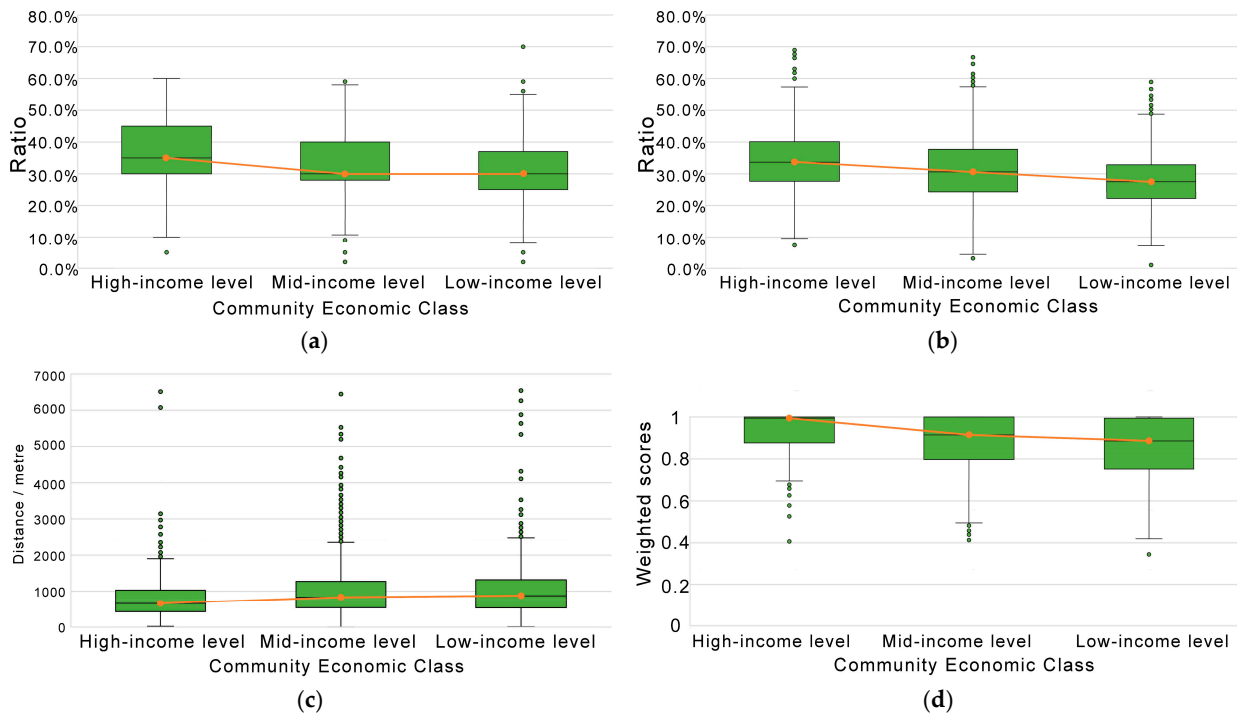 80.0%
70.0%
60.0%
50.0%
40.0%
30.0%
20.0%
10.0%
0.0%
Ratio
High-income level Mid-income level Low-income level
Community Economic Class
(a)
80.0%
70.0%
60.0%
50.0%
40.0%
30.0%
20.0%
10.0%
0.0%
Ratio
High-income level Mid-income level Low-income level
Community Economic Class
(b)
7000
6000
5000
4000
3000
2000
1000
0
Distance / metre
High-income level Mid-income level Low-income level
Community Economic Class
(c)
1
0.8
0.6
0.4
0.2
0
Weighted scores
High-income level Mid-income level Low-income level
Community Economic Class
(d)